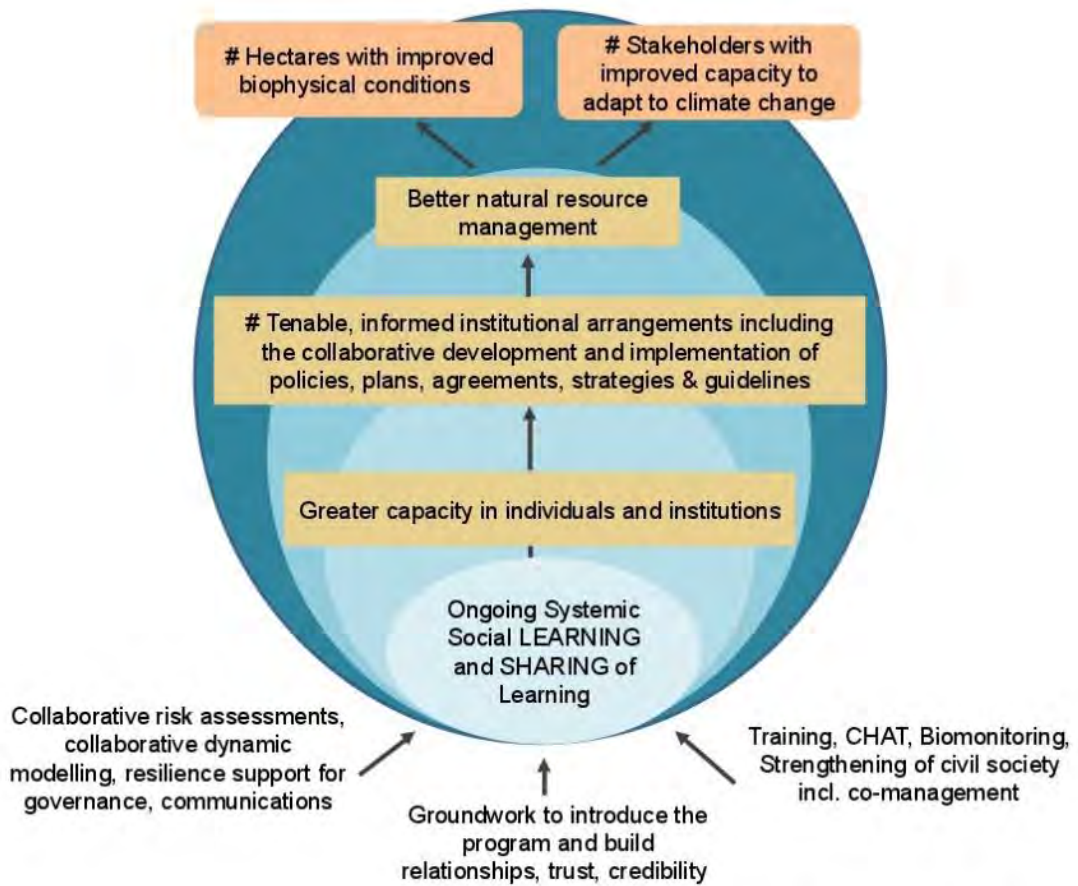 # Hectares with improved
biophysical conditions
# Stakeholders with
improved capacity to
adapt to climate change
Better natural resource
management
# Tenable, informed institutional arrangements including
the collaborative development and implementation of
policies, plans, agreements, strategies & guidelines
Greater capacity in individuals and institutions
Ongoing Systemic
Social LEARNING
and SHARING of
Learning
Collaborative risk assessments,
collaborative dynamic
modelling, resilience support for
governance, communications
Groundwork to introduce the
program and build
relationships, trust, credibility
Training, CHAT, Biomonitoring,
Strengthening of civil society
incl. co-management